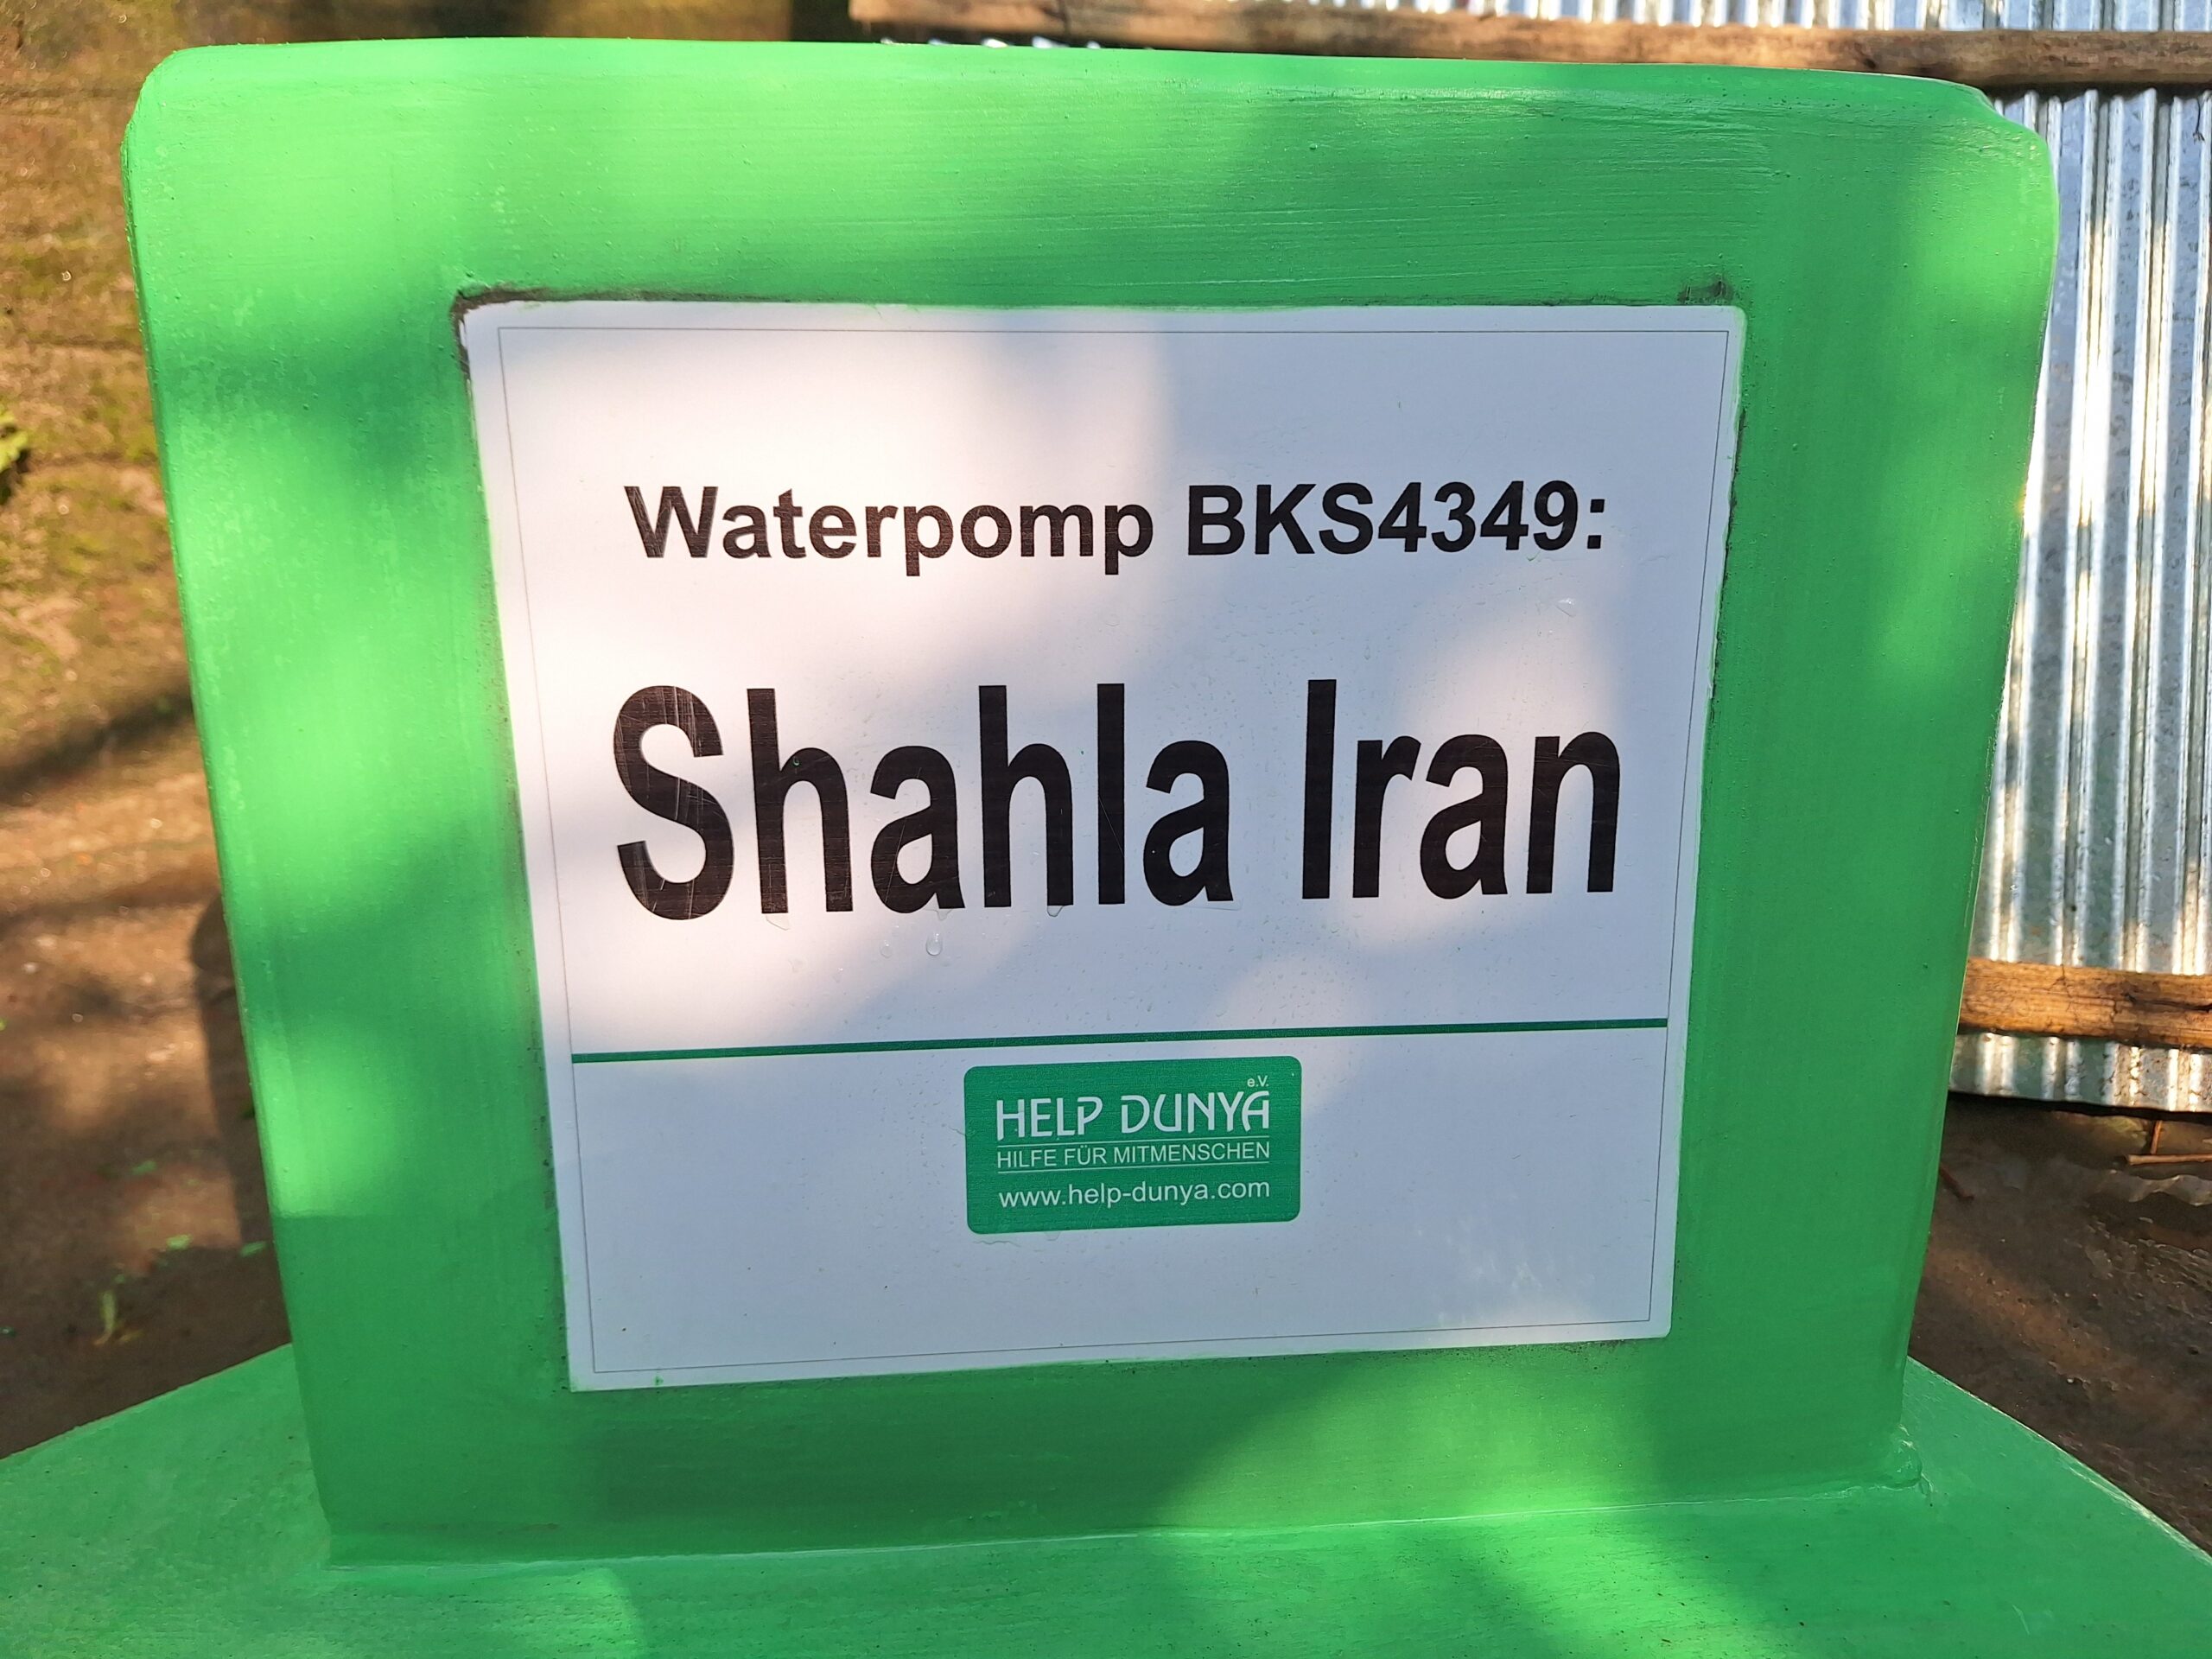 Waterpomp BKS4349:
Shahla Iran
e.V.
HELP DUNYA
HILFE FÜR MITMENSCHEN
www.help-dunya.com